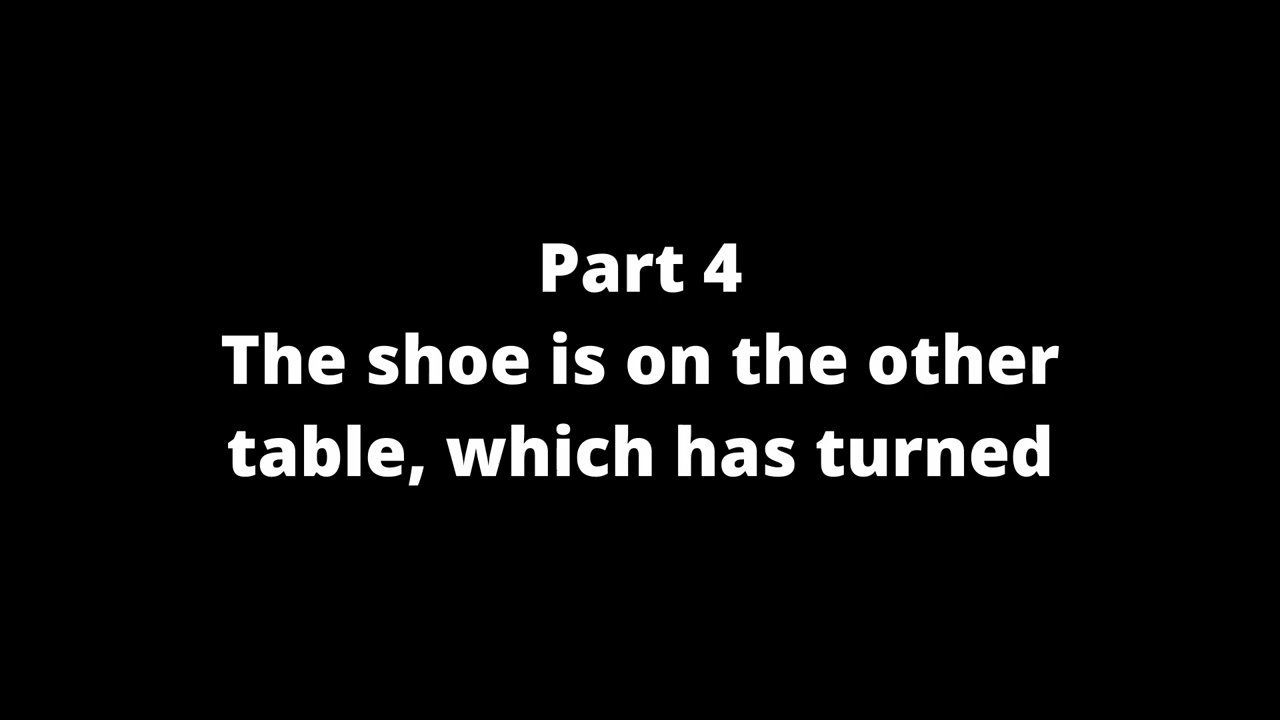 Part 4
The shoe is on the other
table, which has turned